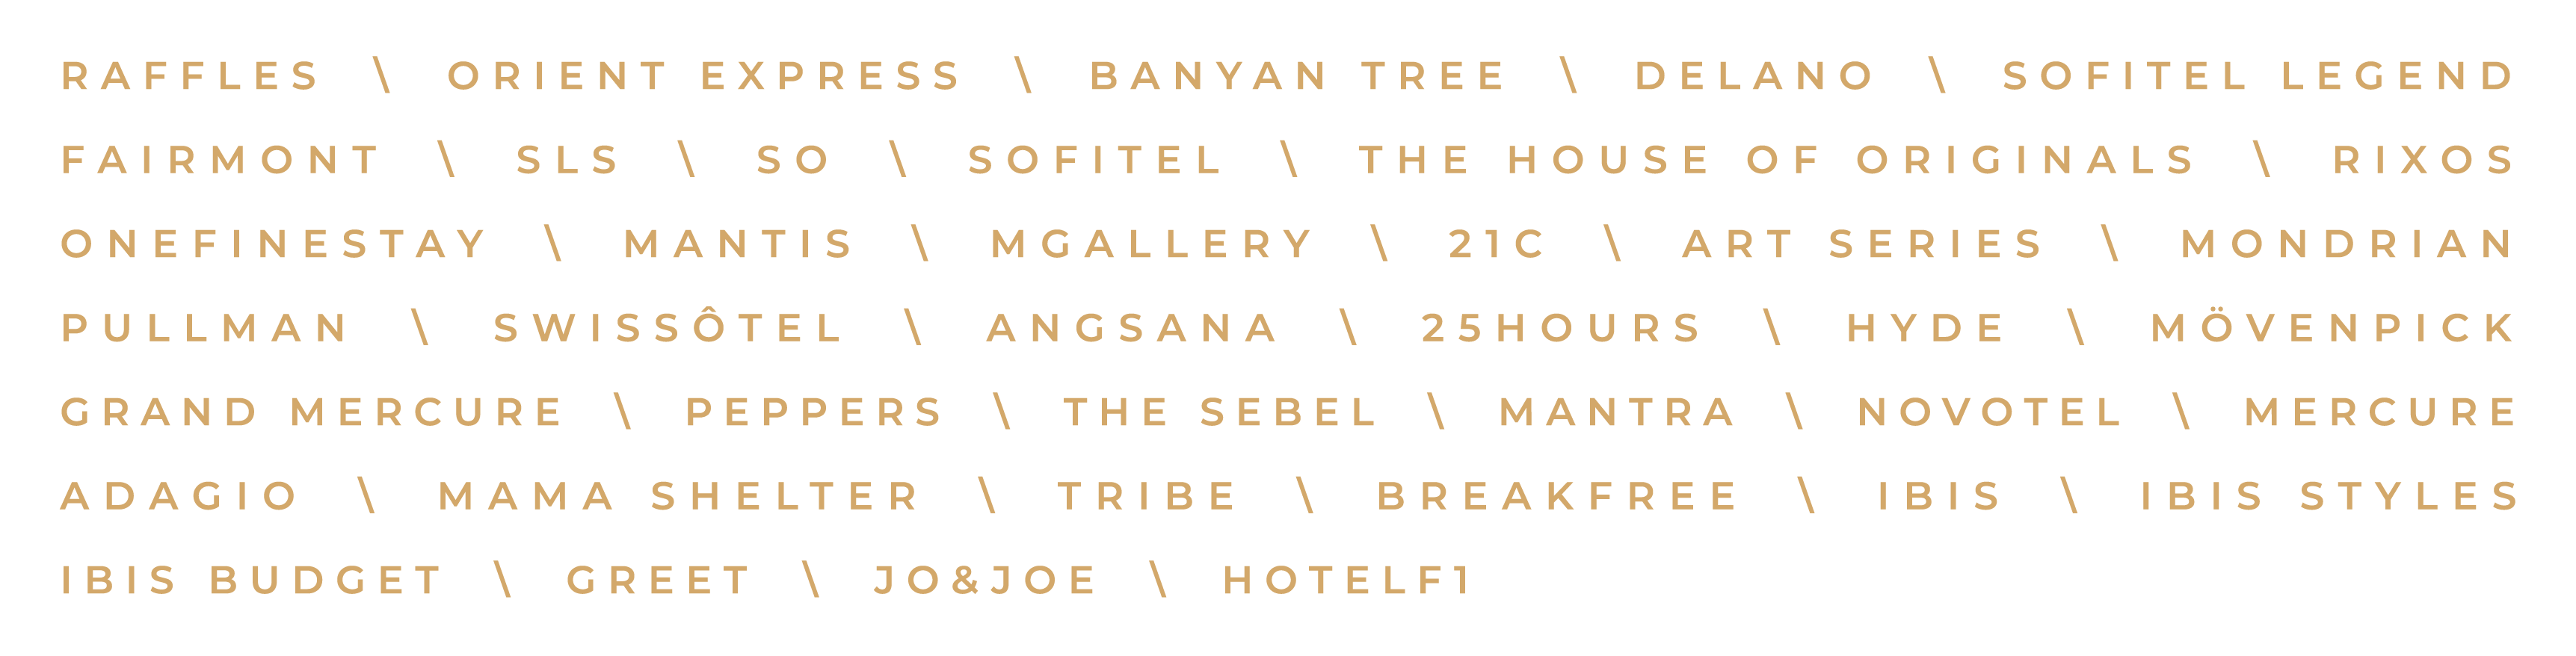 RAFFLES \ ORIENT EXPRESS \ BANYAN TREE \ DELANO \ SOFITEL LEGEND
FAIRMONT \ SLS \ SO \ SOFITEL \ THE HOUSE OF ORIGINALS \ RIXOS
ONEFINESTAY \ MANTIS \ MGALLERY \ 21C \ ART SERIES \ MONDRIAN
PULLMAN \ SWISSÔTEL \ ANGSANA \ 25HOURS \ HYDE \ MÖVENPICK
GRAND MERCURE \ PEPPERS \ THE SEBEL \ MANTRA \ NOVOTEL \ MERCURE
ADAGIO \ MAMA SHELTER \ TRIBE \ BREAKFREE \ IBIS \ IBIS STYLES
IBIS BUDGET \ GREET \ JO&JOE \ HOTELF1